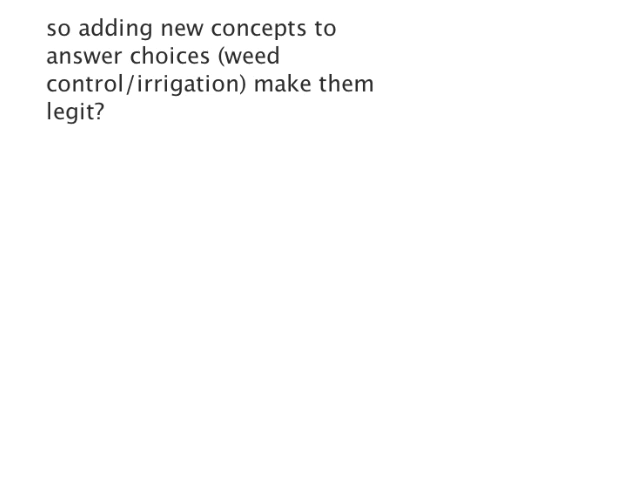 so adding new concepts to
answer choices (weed
control/irrigation) make them
legit?